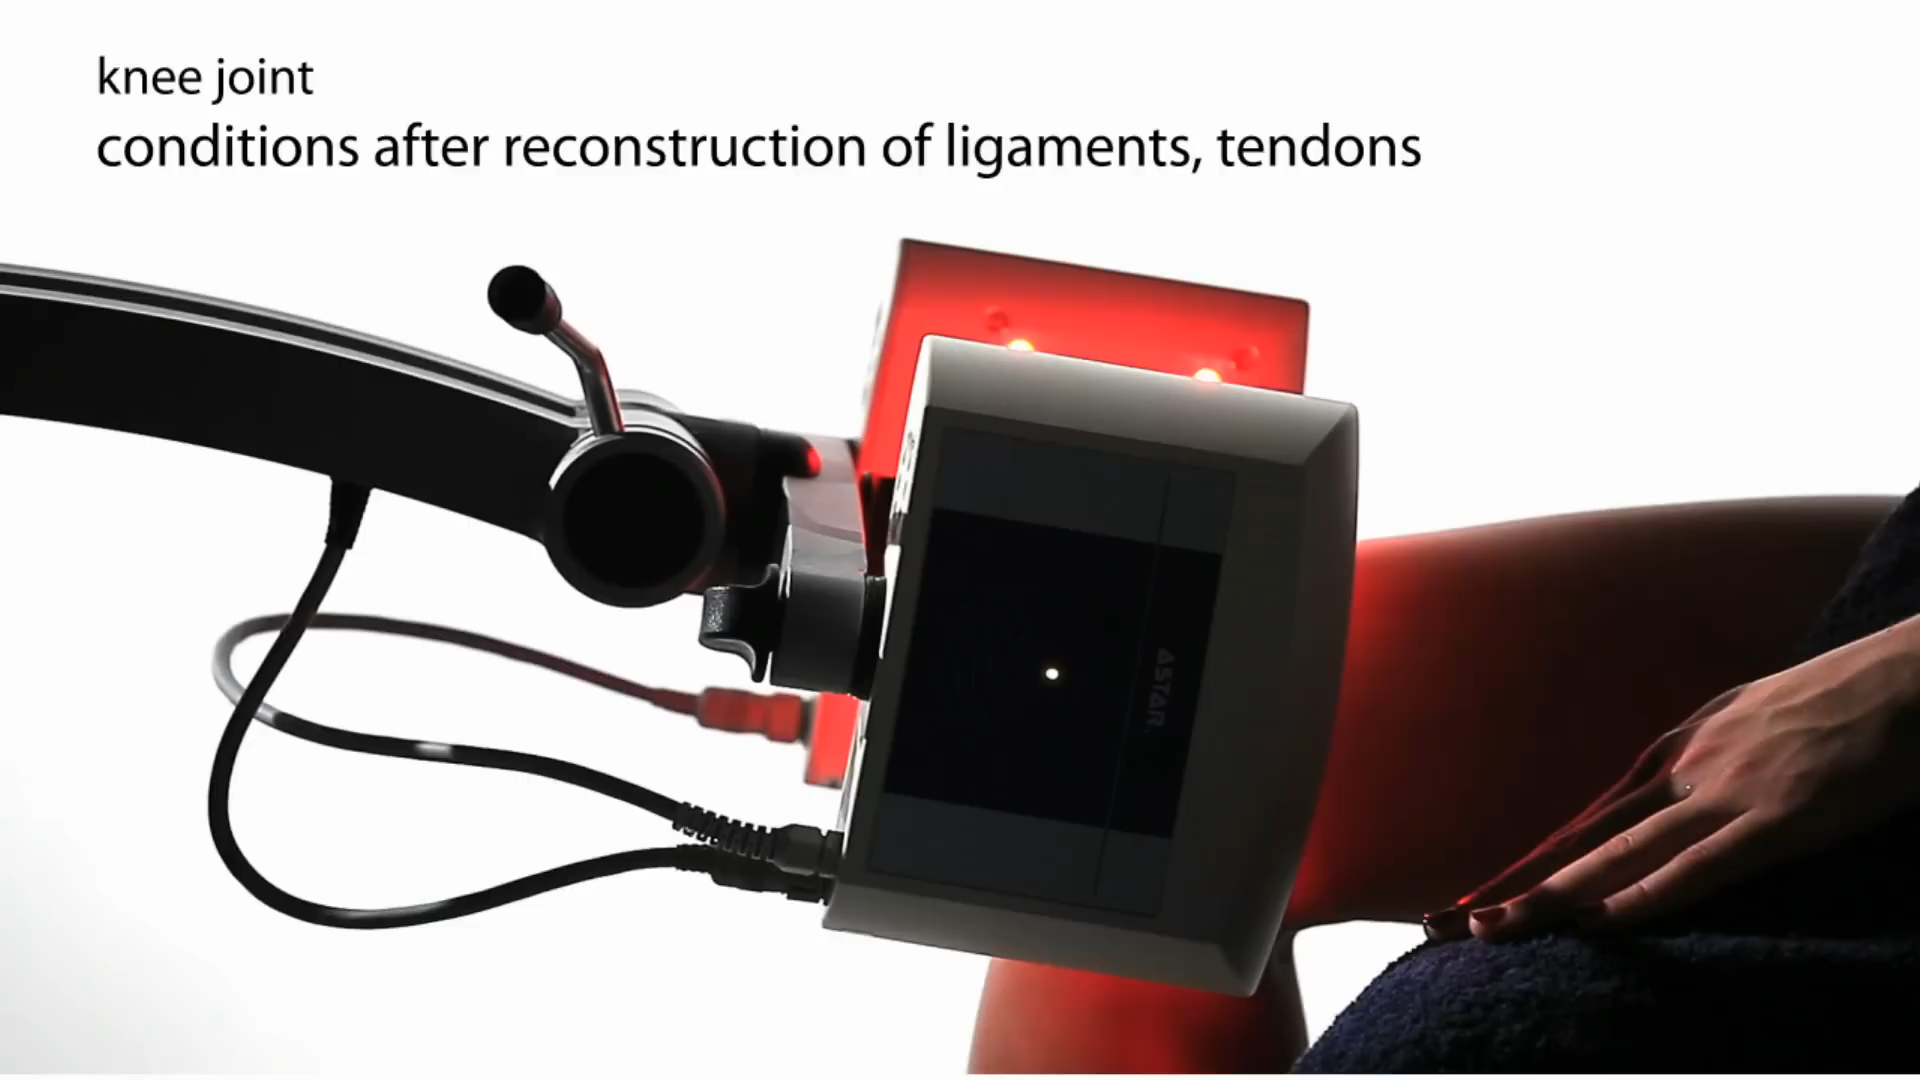 knee joint
conditions after reconstruction of ligaments, tendons
ASTAR.